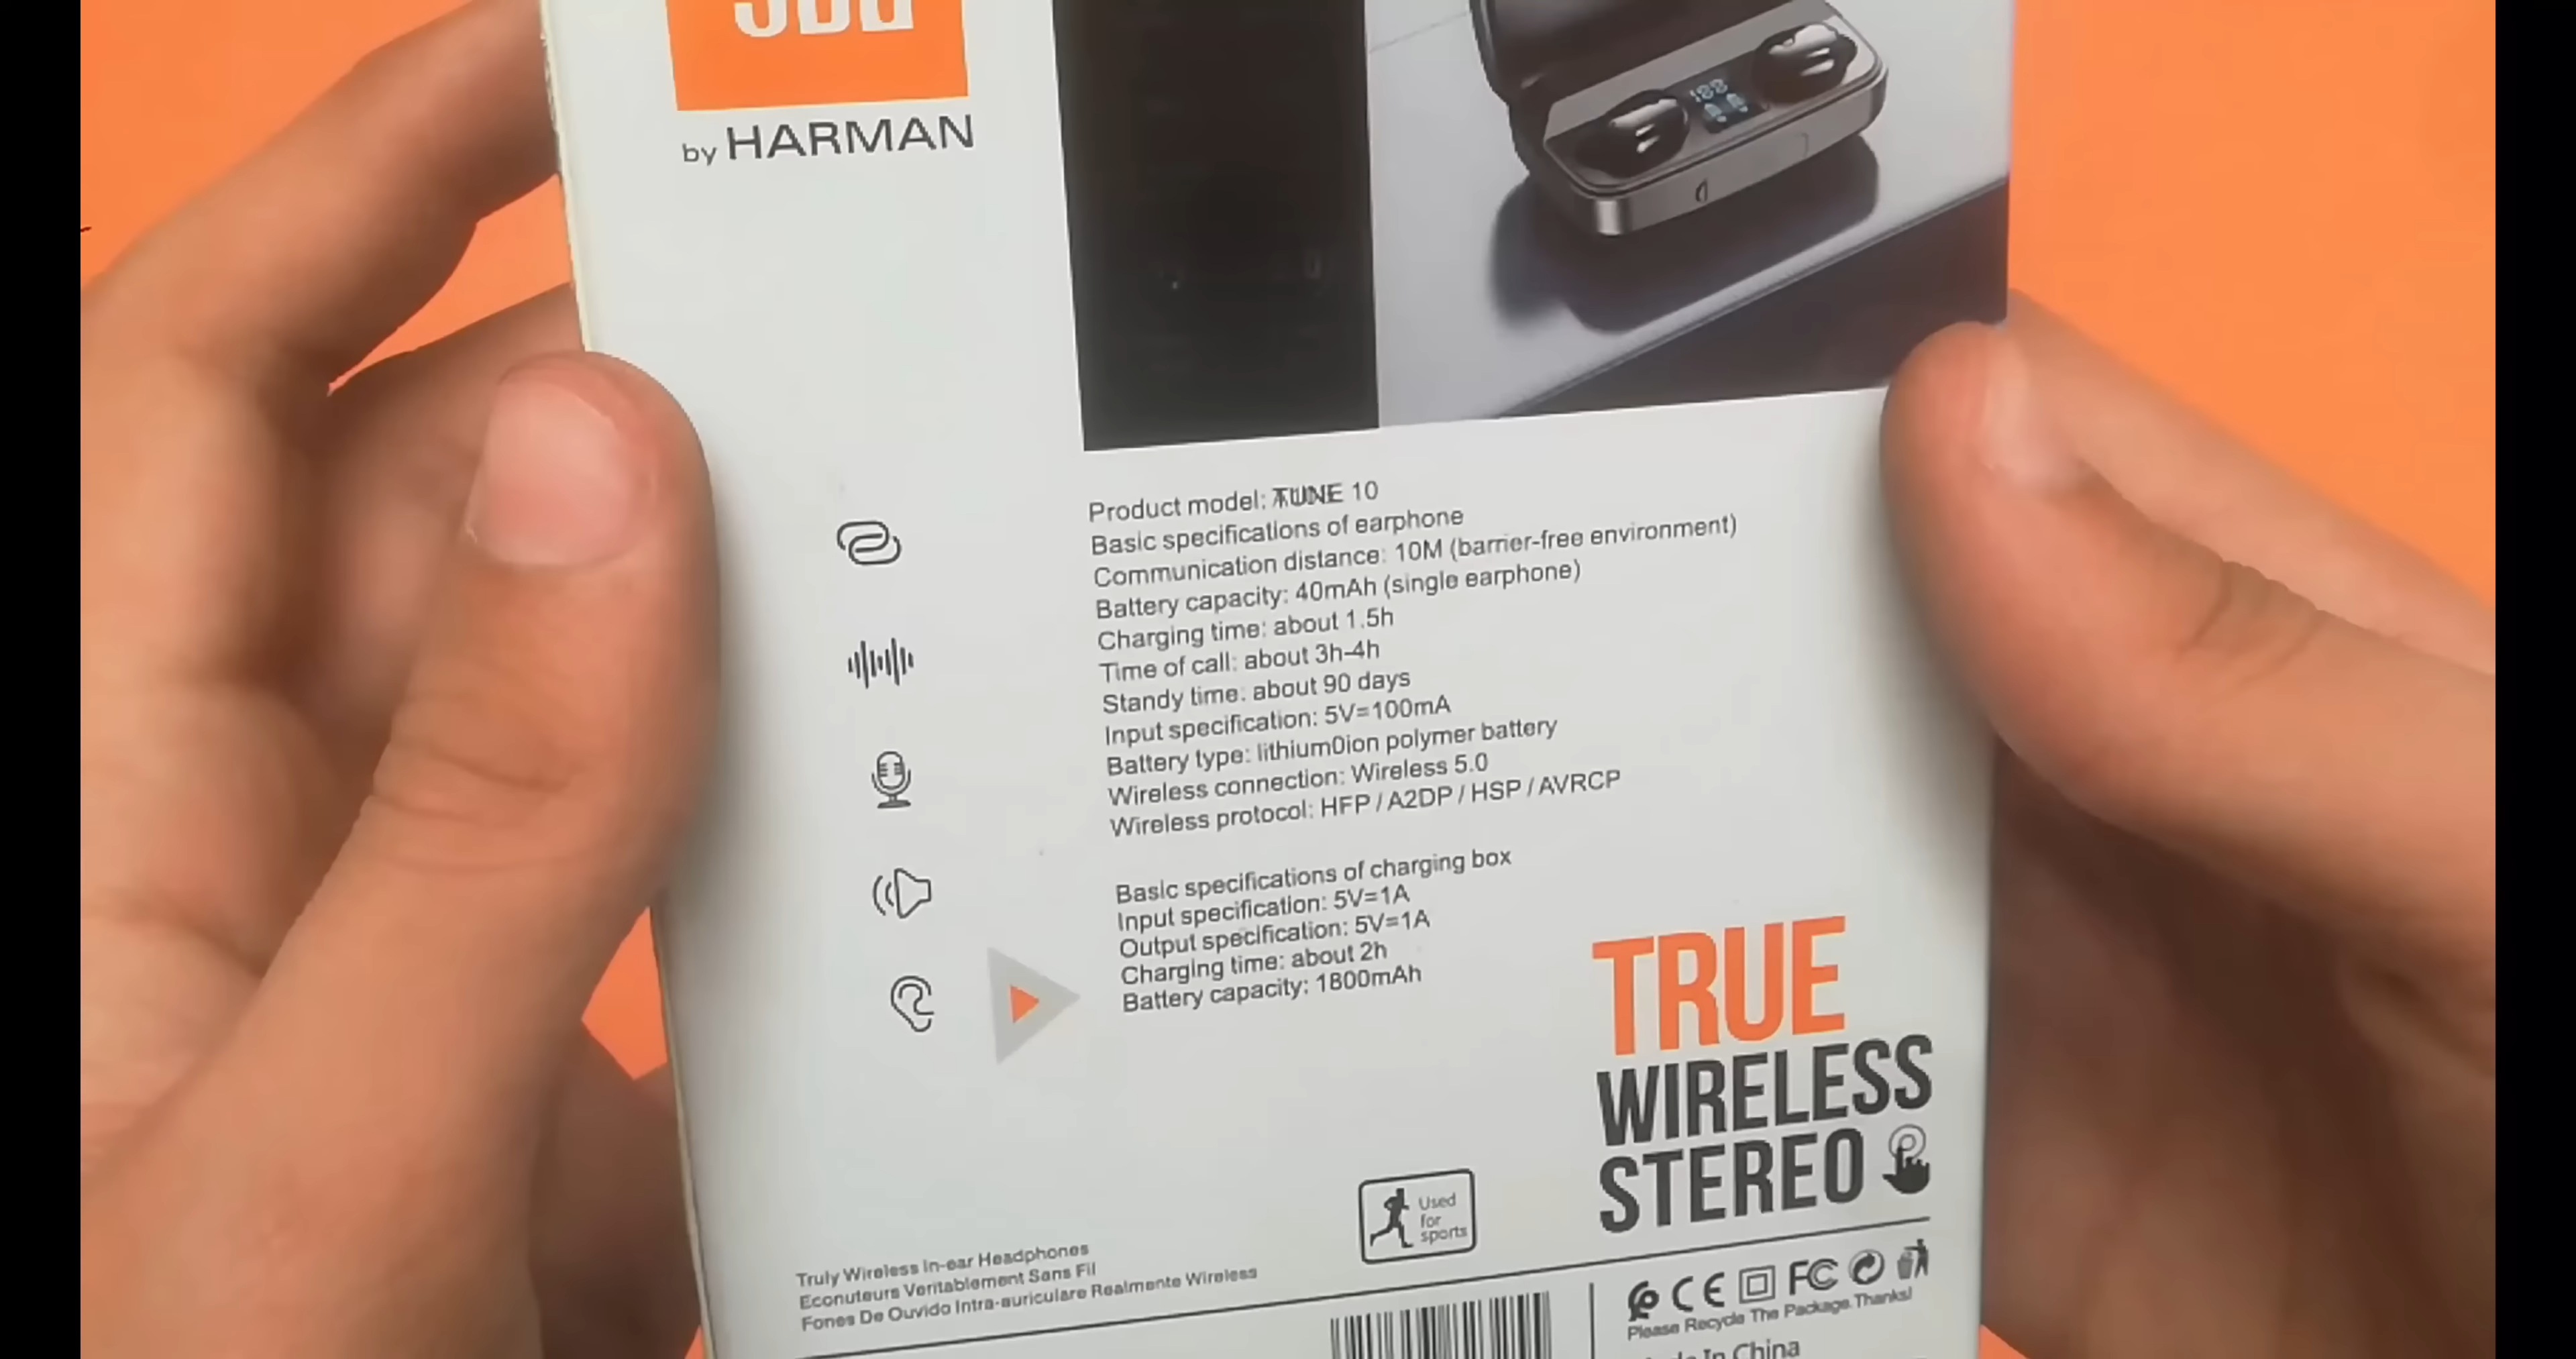 JBL
by HARMAN
188
Product model: TUNE 10
Basic specifications of earphone
Communication distance: 10M (barrier-free environment)
Battery capacity: 40mAh (single earphone)
Charging time: about 1.5h
Time of call: about 3h-4h
Standy time: about 90 days
Input specification: 5V=100mA
Battery type: lithium0ion polymer battery
Wireless connection: Wireless 5.0
Wireless protocol: HFP / A2DP / HSP / AVRCP
Basic specifications of charging box
Input specification: 5V=1A
Output specification: 5V=1A
Charging time: about 2h
Battery capacity: 1800mAh
TRUE
WIRELESS
STEREO
Used
for
sports
Truly Wireless In-ear Headphones
Econuteurs Veritablement Sans Fil
Fones De Ouvido Intra-auriculare Realmente Wireless
CE FC
Please Recycle The Package. Thanks!
In China